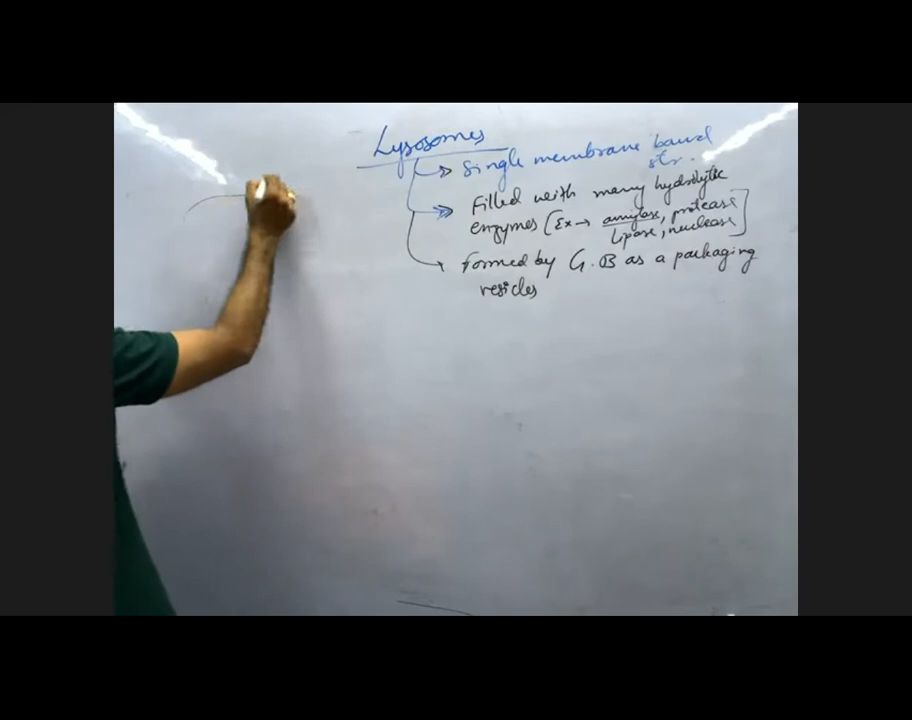 Lysosomes
Single membrane baund
str.
Filled with many hydrolytic
enzymes [Ex→ amylase, protease
Lipase, nuclease]
Formed by G.B as a packaging
vesicles